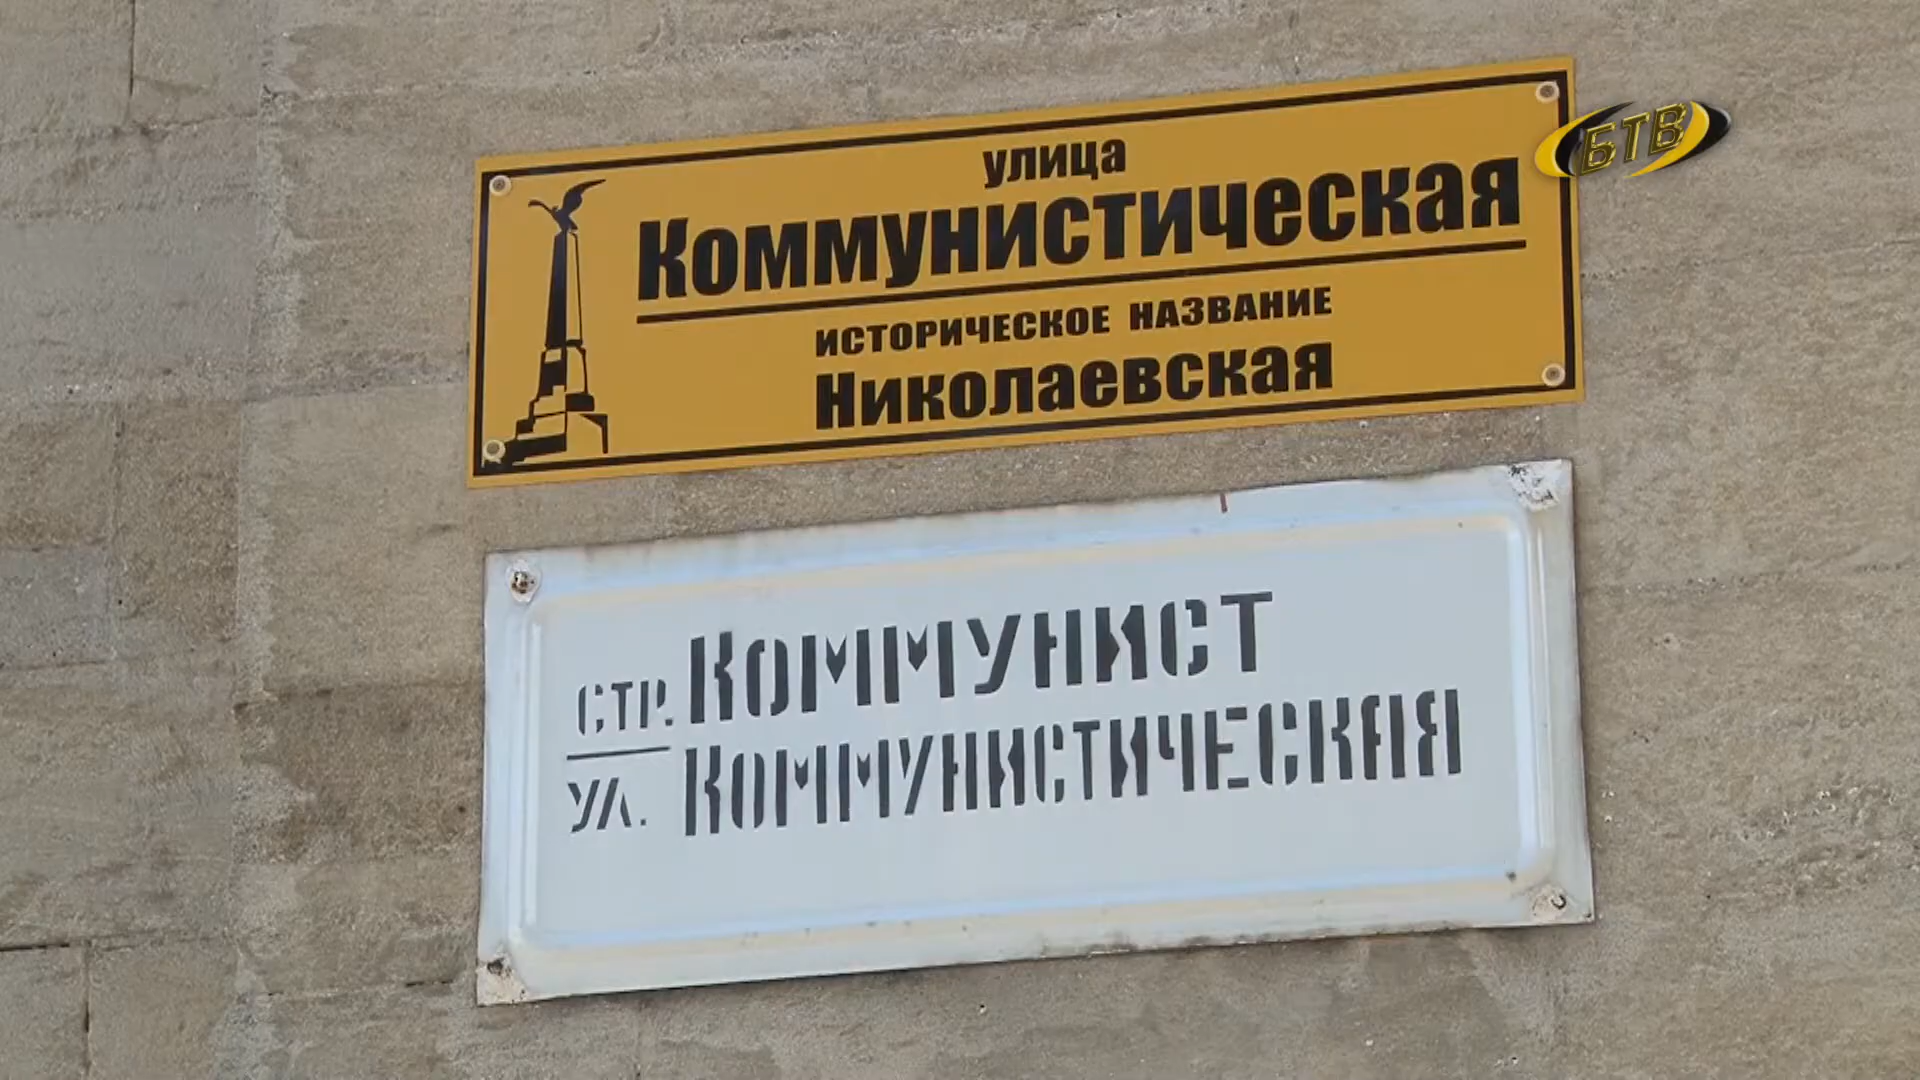 улица
Коммунистическая
ИСТОРИЧЕСКОЕ НАЗВАНИЕ
Николаевская
БТВ
СТР. КОММУНИСТ
УЛ. КОММУНИСТИЧЕСКАЯ